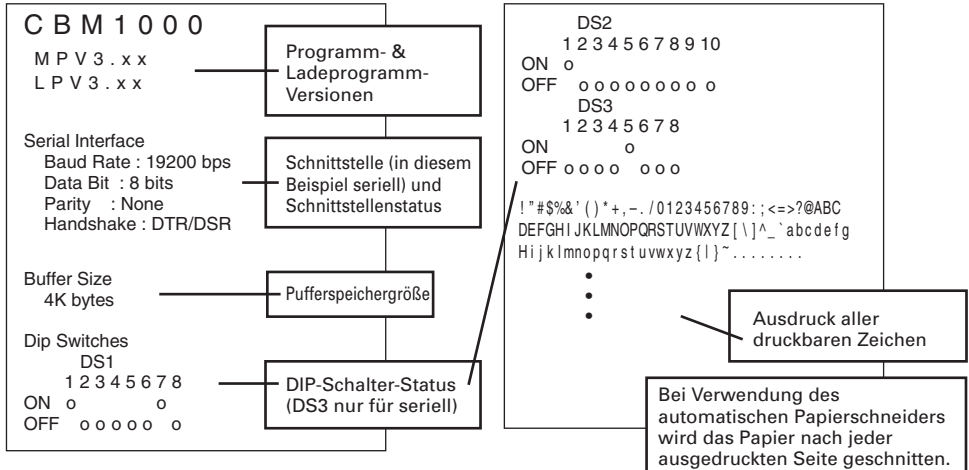 CBM1000
MPV3.xx
LPV3.xx
Programm- &
Ladeprogramm-
Versionen
Serial Interface
Baud Rate : 19200 bps
Data Bit : 8 bits
Parity : None
Handshake : DTR/DSR
Schnittstelle (in diesem
Beispiel seriell) und
Schnittstellenstatus
Buffer Size
4K bytes
Pufferspeichergröße
Dip Switches
DS1
1 2 3 4 5 6 7 8
ON o o
OFF o o o o o o
DIP-Schalter-Status
(DS3 nur für seriell)
DS2
1 2 3 4 5 6 7 8 9 10
ON o
OFF o o o o o o o o o
DS3
1 2 3 4 5 6 7 8
ON o
OFF o o o o o o o
!"#$%&'()*+,-./0123456789:;<=>?@ABC
DEFGHIJKLMNOPQRSTUVWXYZ[\]^_`abcdefg
Hijklmnopqrstuvwxyz{|}~........
Ausdruck aller
druckbaren Zeichen
Bei Verwendung des
automatischen Papierschneiders
wird das Papier nach jeder
ausgedruckten Seite geschnitten.